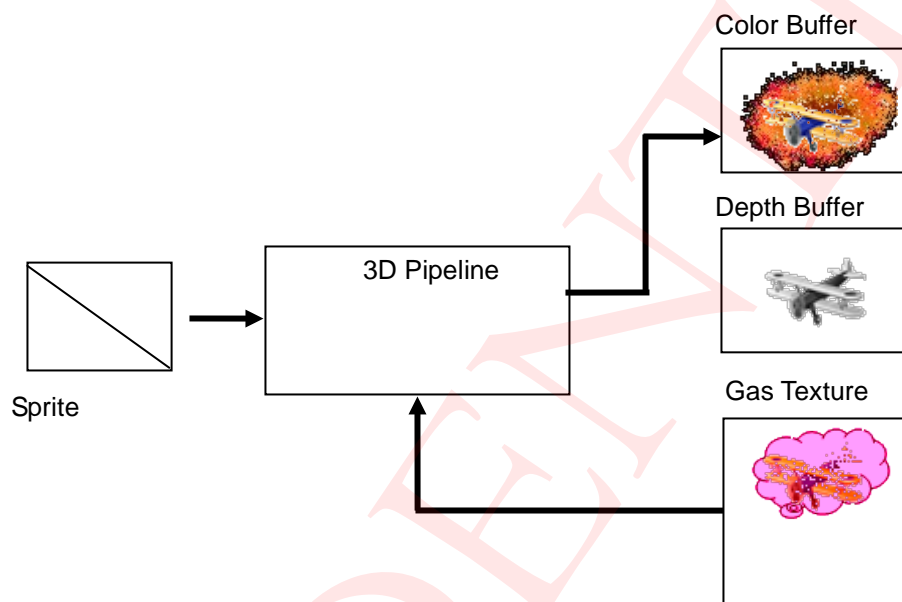 Color Buffer
Depth Buffer
3D Pipeline
Gas Texture
Sprite